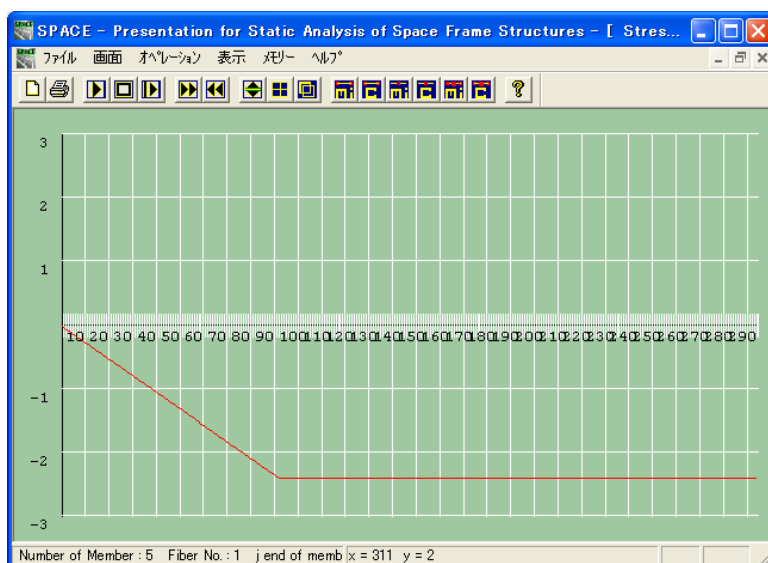 SPACE - Presentation for Static Analysis of Space Frame Structures - [ Stres...
ファイル 画面 オペレーション 表示 メモリー ヘルプ
3
2
1
10 20 30 40 50 60 70 80 90 100 110 120 130 140 150 160 170 180 190 200 210 220 230 240 250 260 270 280 290
-1
-2
-3
Number of Member : 5 Fiber No. : 1 j end of memb x = 311 y = 2